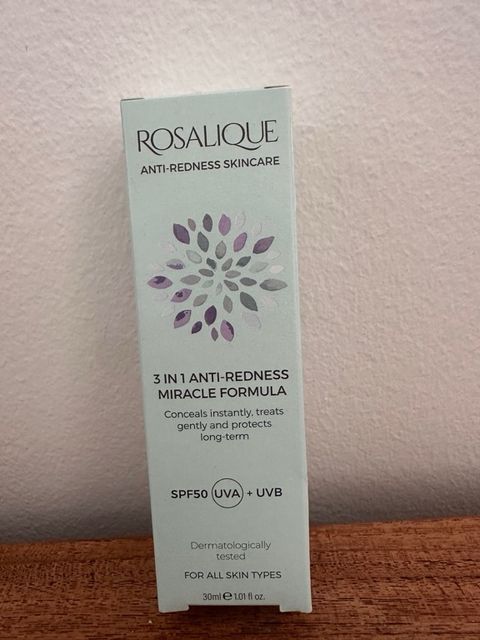 ROSALIQUE
ANTI-REDNESS SKINCARE
3 IN 1 ANTI-REDNESS
MIRACLE FORMULA
Conceals instantly, treats
gently and protects
long-term
SPF50 UVA + UVB
Dermatologically
tested
FOR ALL SKIN TYPES
30ml ℮ 1.01 fl oz.